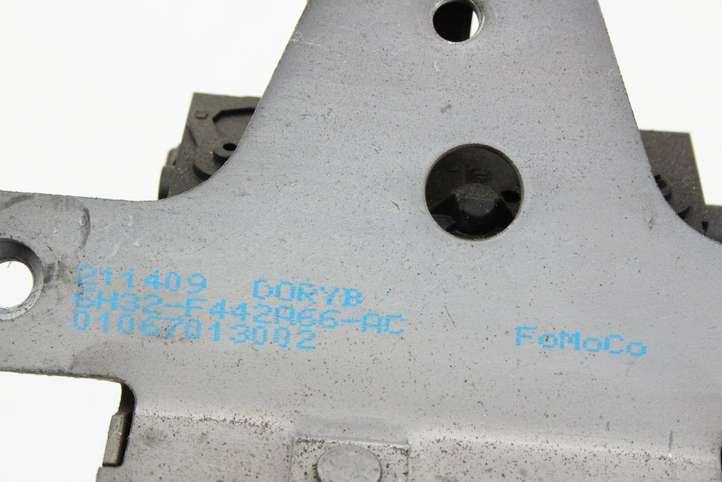 211409 DORYB
6H32-F442A66-AC
01067013002
FoMoCo